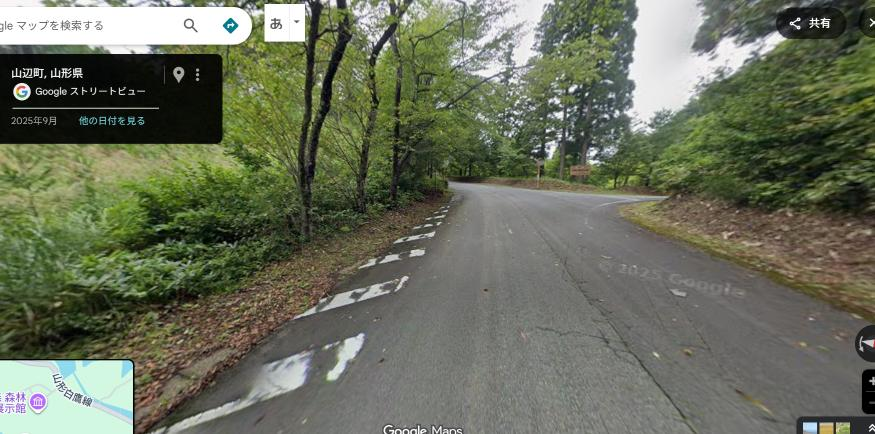 gle マップを検索する
あ
共有
山辺町, 山形県
Google ストリートビュー
2025年9月
他の日付を見る
© 2025 Google
山形白鷹線
森林
展示館
Google Maps